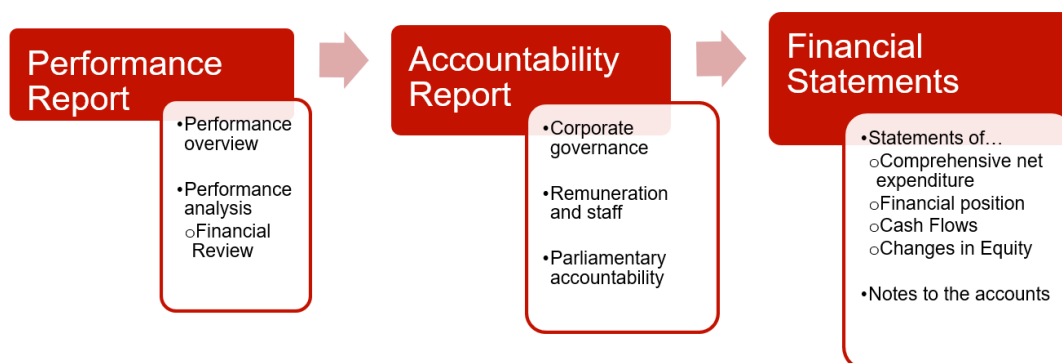 Performance
Report
•Performance
overview
•Performance
analysis
oFinancial
Review
Accountability
Report
•Corporate
governance
•Remuneration
and staff
•Parliamentary
accountability
Financial
Statements
•Statements of…
oComprehensive net
expenditure
oFinancial position
oCash Flows
oChanges in Equity
•Notes to the accounts